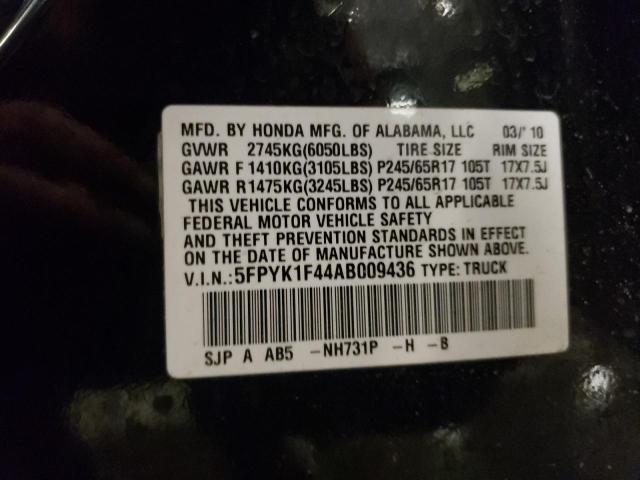 MFD. BY HONDA MFG. OF ALABAMA, LLC 03/'10
GVWR 2745KG(6050LBS) TIRE SIZE RIM SIZE
GAWR F 1410KG(3105LBS) P245/65R17 105T 17X7.5J
GAWR R1475KG(3245LBS) P245/65R17 105T 17X7.5J
THIS VEHICLE CONFORMS TO ALL APPLICABLE
FEDERAL MOTOR VEHICLE SAFETY
AND THEFT PREVENTION STANDARDS IN EFFECT
ON THE DATE OF MANUFACTURE SHOWN ABOVE.
V.I.N.:5FPYK1F44AB009436 TYPE: TRUCK
SJP A AB5 -NH731P -H -B